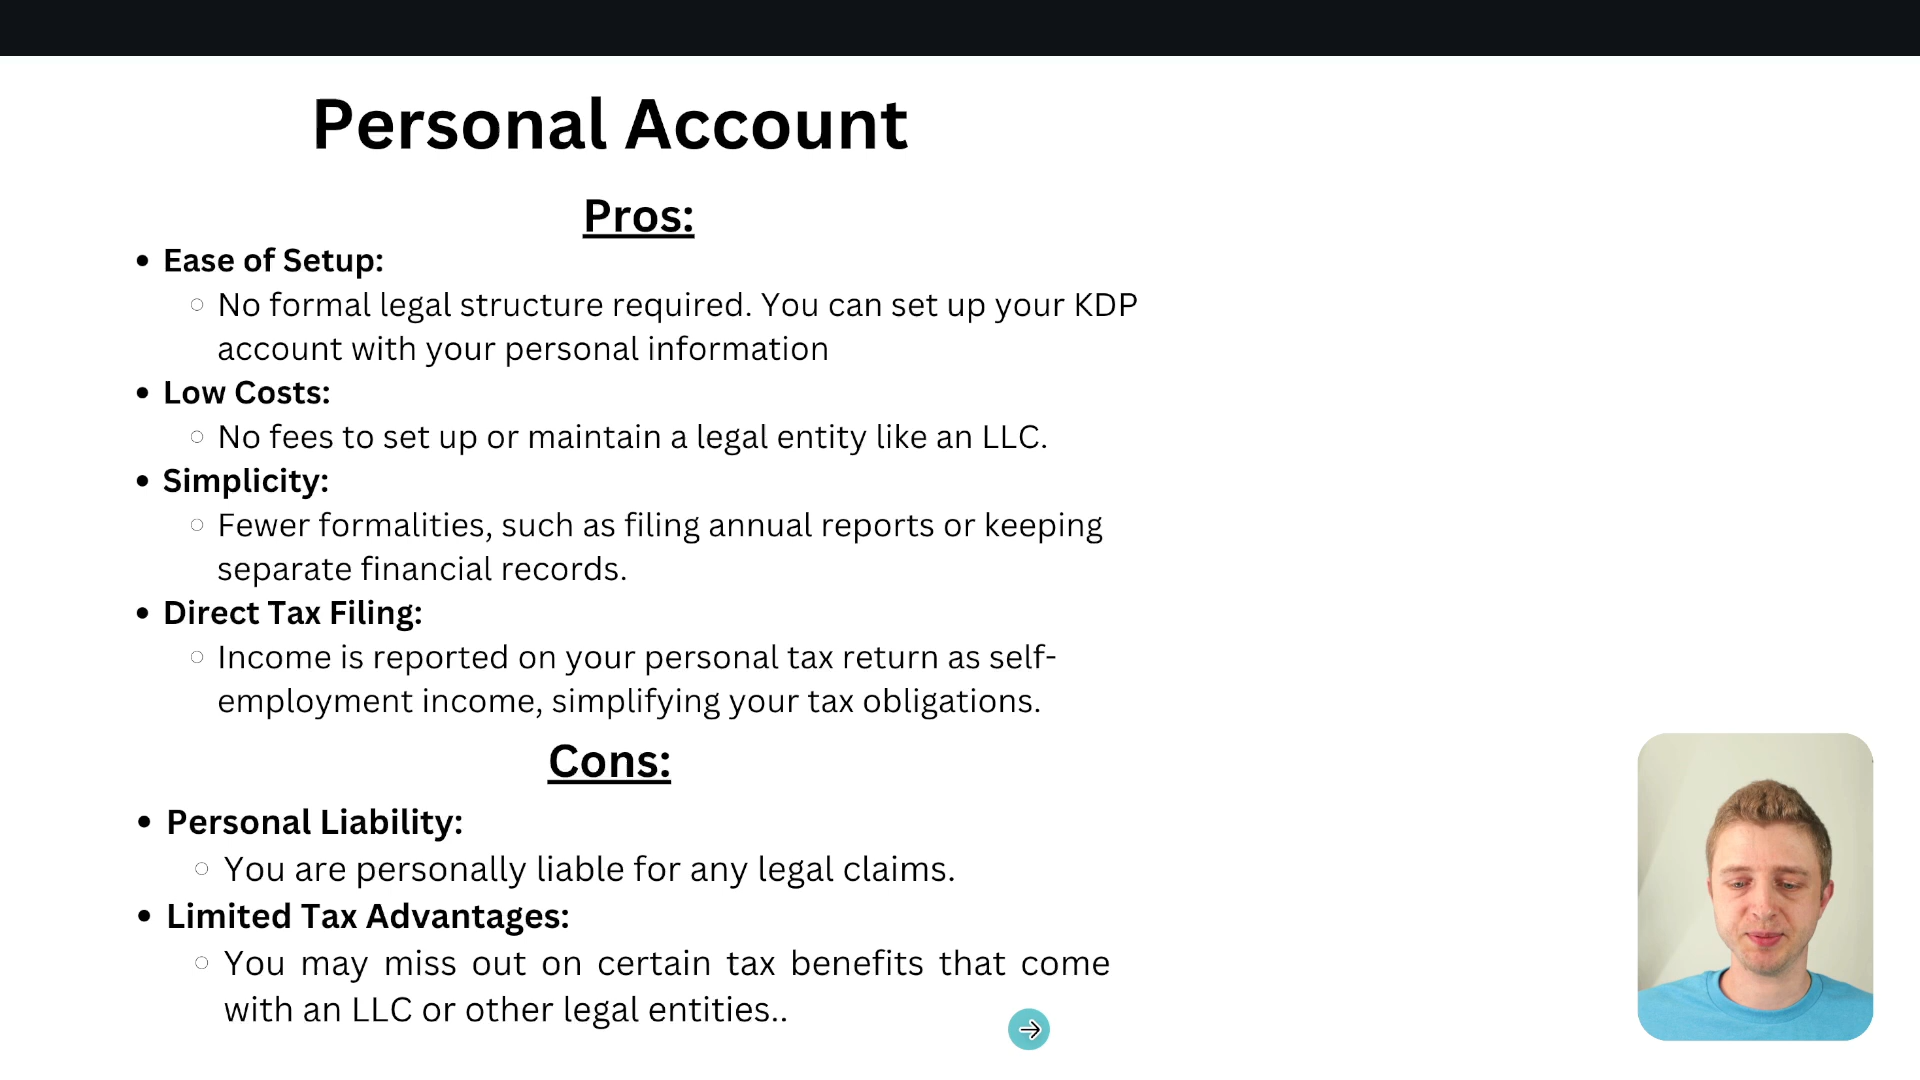 Personal Account
Pros:
• Ease of Setup:
○ No formal legal structure required. You can set up your KDP
account with your personal information
• Low Costs:
○ No fees to set up or maintain a legal entity like an LLC.
• Simplicity:
○ Fewer formalities, such as filing annual reports or keeping
separate financial records.
• Direct Tax Filing:
○ Income is reported on your personal tax return as self-
employment income, simplifying your tax obligations.
Cons:
• Personal Liability:
○ You are personally liable for any legal claims.
• Limited Tax Advantages:
○ You may miss out on certain tax benefits that come
with an LLC or other legal entities..